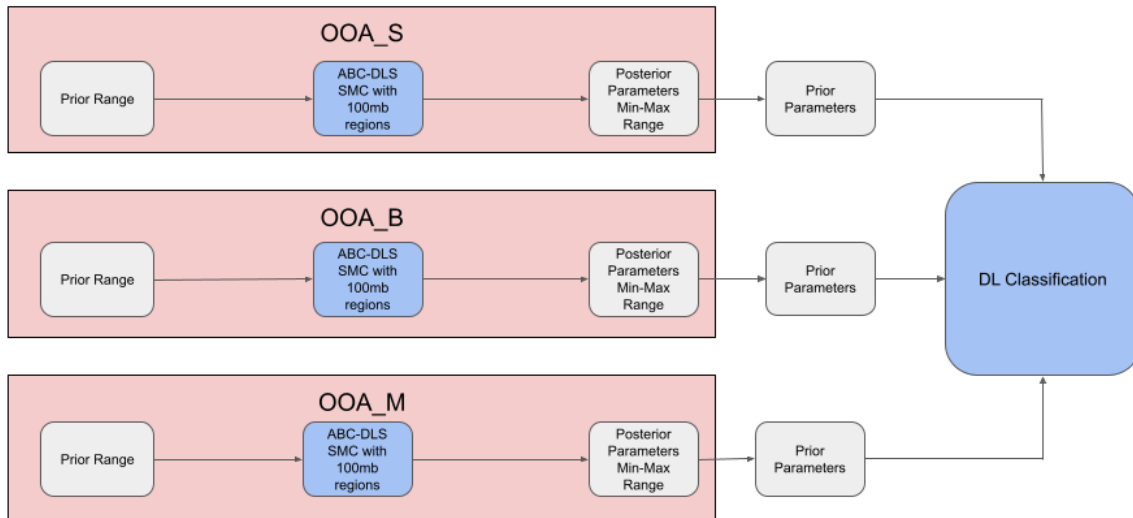 OOA_S
Prior Range
ABC-DLS
SMC with
100mb
regions
Posterior
Parameters
Min-Max
Range
Prior
Parameters
OOA_B
Prior Range
ABC-DLS
SMC with
100mb
regions
Posterior
Parameters
Min-Max
Range
Prior
Parameters
DL Classification
OOA_M
Prior Range
ABC-DLS
SMC with
100mb
regions
Posterior
Parameters
Min-Max
Range
Prior
Parameters